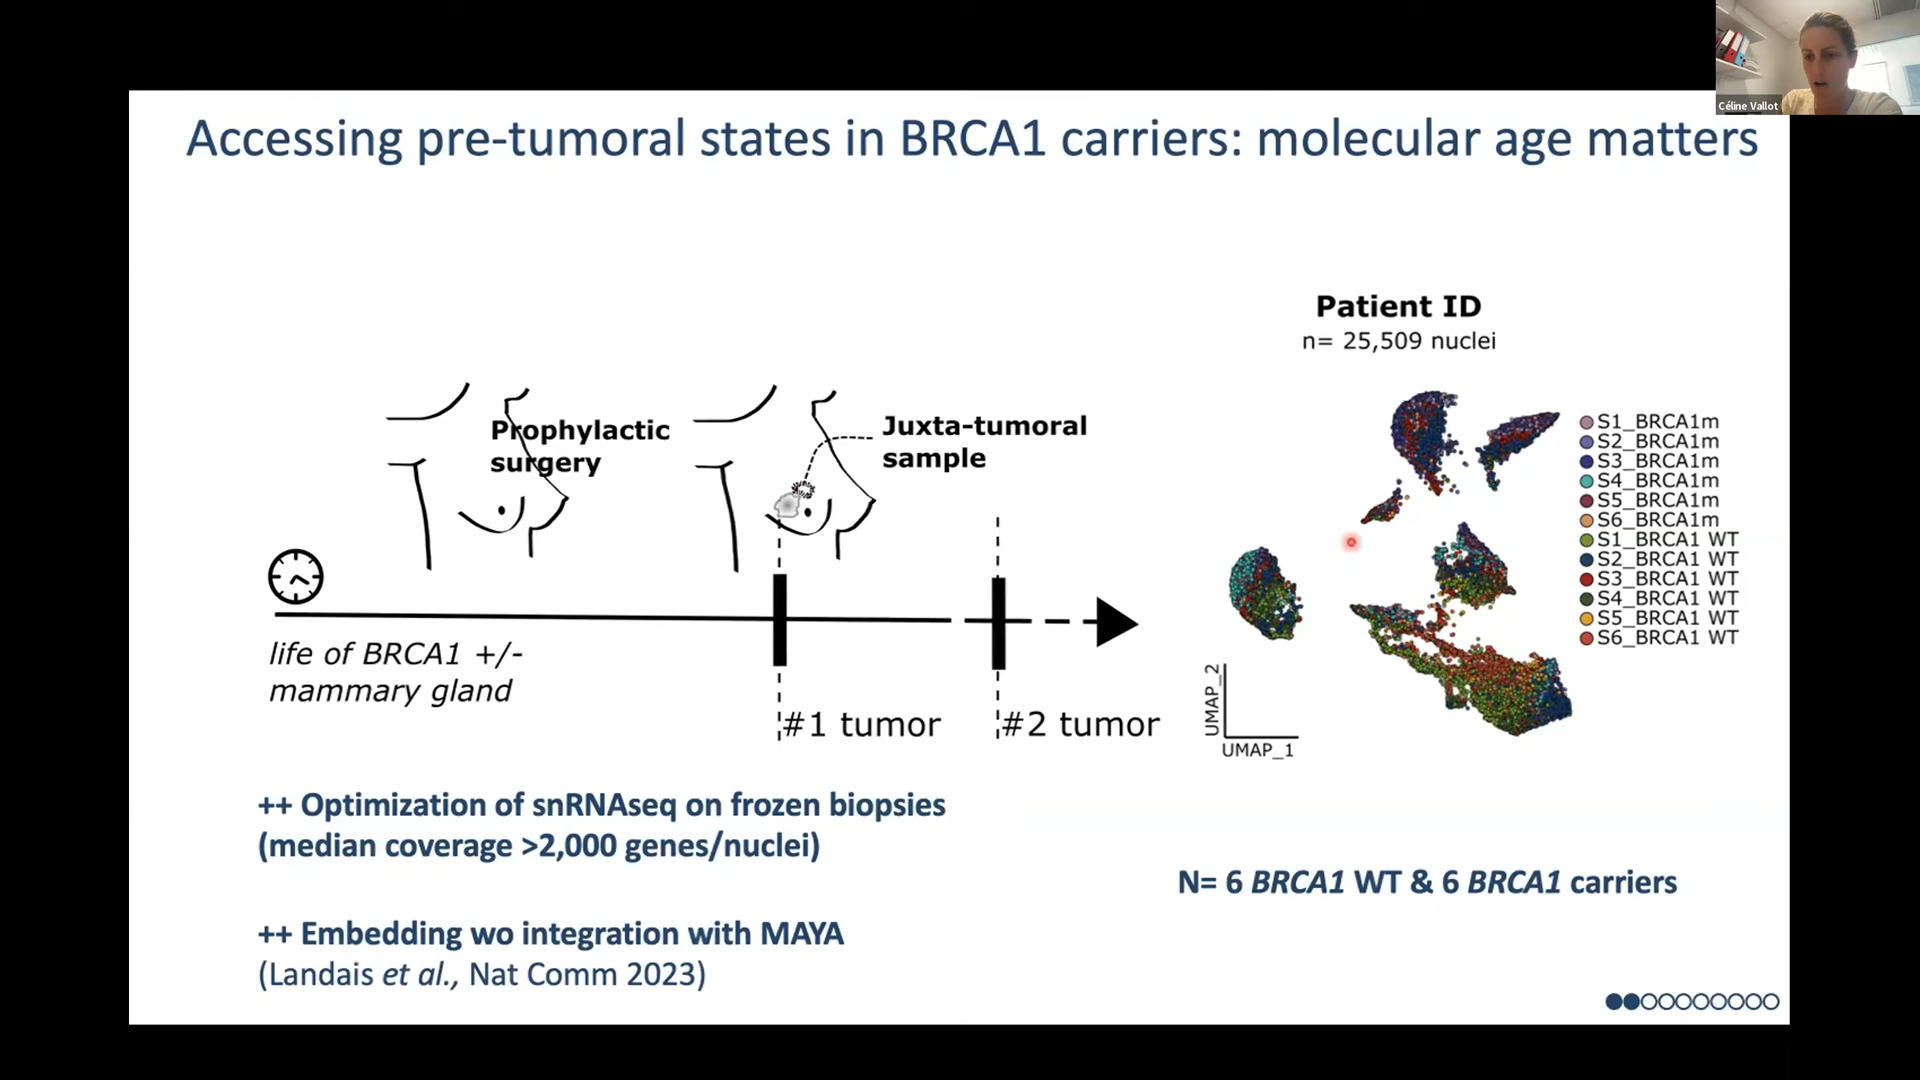 Céline Vallot
Accessing pre-tumoral states in BRCA1 carriers: molecular age matters
Prophylactic
surgery
Juxta-tumoral
sample
life of BRCA1 +/-
mammary gland
#1 tumor
#2 tumor
Patient ID
n= 25,509 nuclei
S1_BRCA1m
S2_BRCA1m
S3_BRCA1m
S4_BRCA1m
S5_BRCA1m
S6_BRCA1m
S1_BRCA1 WT
S2_BRCA1 WT
S3_BRCA1 WT
S4_BRCA1 WT
S5_BRCA1 WT
S6_BRCA1 WT
UMAP_2
UMAP_1
++ Optimization of snRNAseq on frozen biopsies
(median coverage >2,000 genes/nuclei)
N= 6 BRCA1 WT & 6 BRCA1 carriers
++ Embedding wo integration with MAYA
(Landais et al., Nat Comm 2023)